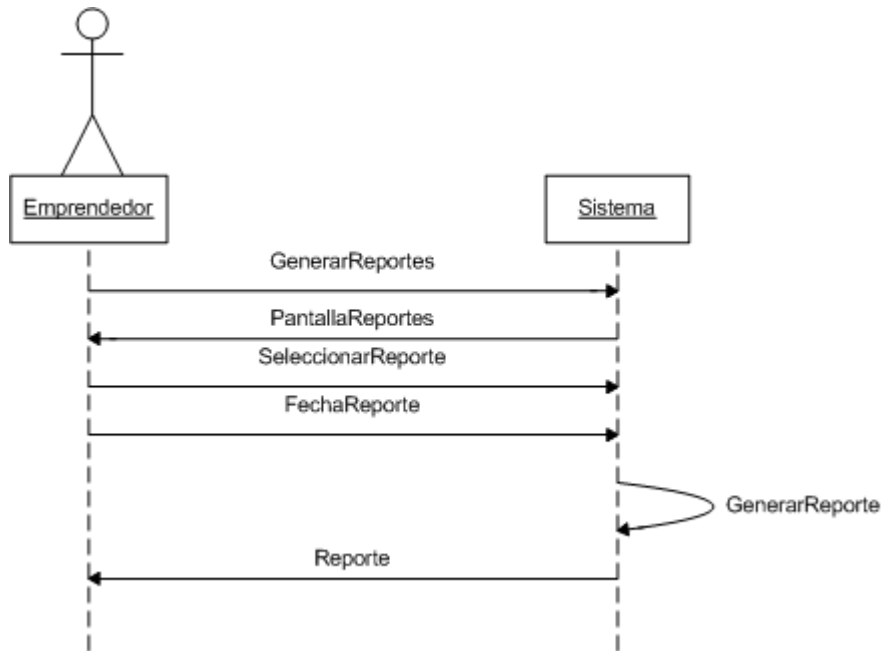 Emprendedor
Sistema
GenerarReportes
PantallaReportes
SeleccionarReporte
FechaReporte
GenerarReporte
Reporte